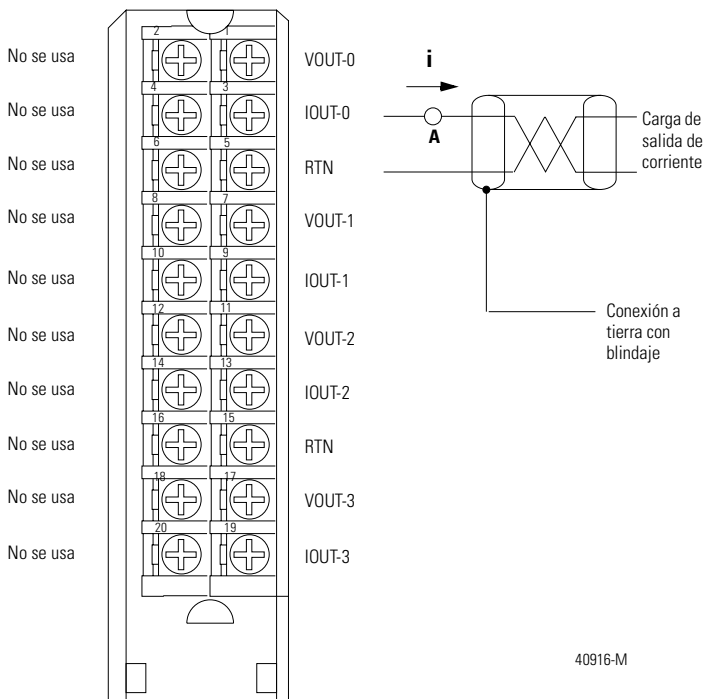 2 1
No se usa VOUT-0
i
4 3
No se usa IOUT-0
A
Carga de
salida de
corriente
6 5
No se usa RTN
8 7
No se usa VOUT-1
10 9
No se usa IOUT-1
Conexión a
tierra con
blindaje
12 11
No se usa VOUT-2
14 13
No se usa IOUT-2
16 15
No se usa RTN
18 17
No se usa VOUT-3
20 19
No se usa IOUT-3
40916-M